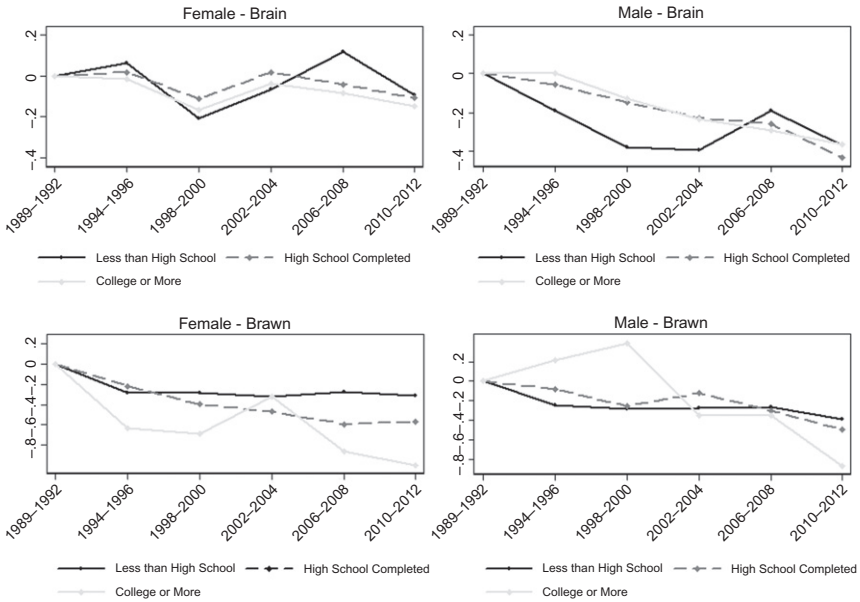 Female - Brain
.2
0
-.2
-.4
1989–1992
1994–1996
1998–2000
2002–2004
2006–2008
2010–2012
Less than High School
High School Completed
College or More
Male - Brain
.2
0
-.2
-.4
1989–1992
1994–1996
1998–2000
2002–2004
2006–2008
2010–2012
Less than High School
High School Completed
College or More
Female - Brawn
.2
0
-.2
-.4
-.6
-.8
1989–1992
1994–1996
1998–2000
2002–2004
2006–2008
2010–2012
Less than High School
High School Completed
College or More
Male - Brawn
.2
0
-.2
-.4
-.6
-.8
1989–1992
1994–1996
1998–2000
2002–2004
2006–2008
2010–2012
Less than High School
High School Completed
College or More